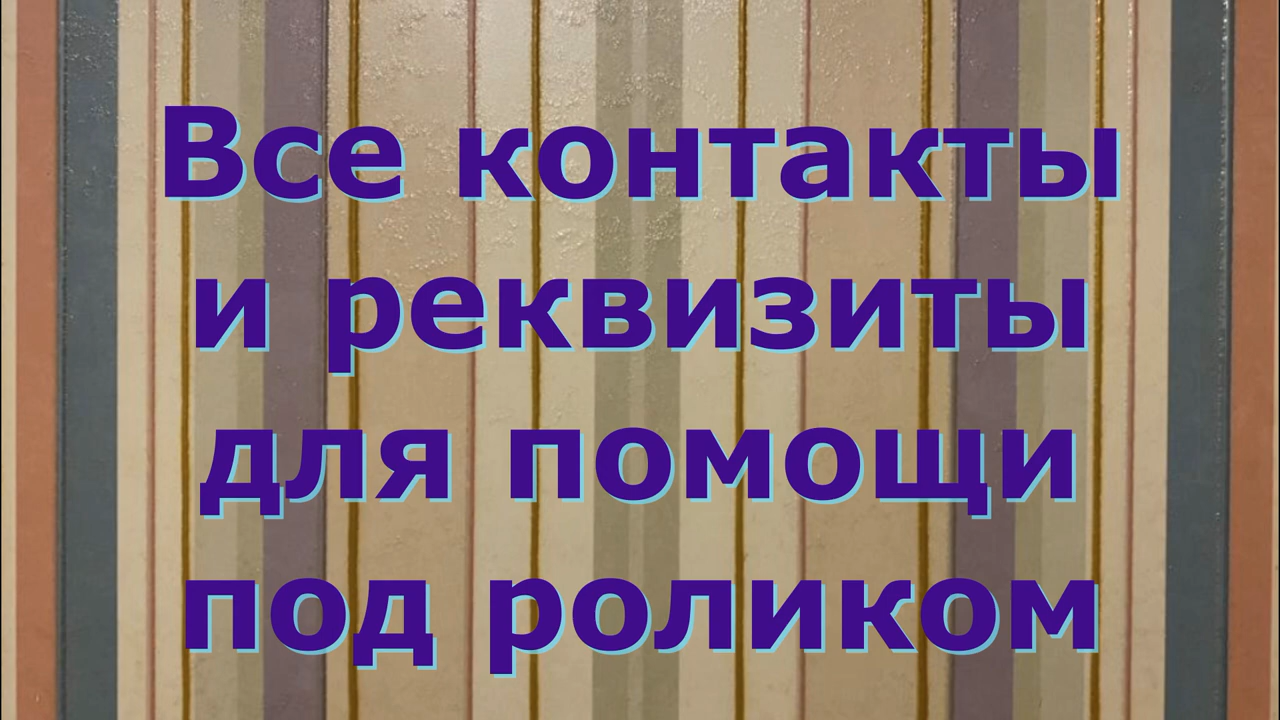 Все контакты
и реквизиты
для помощи
под роликом